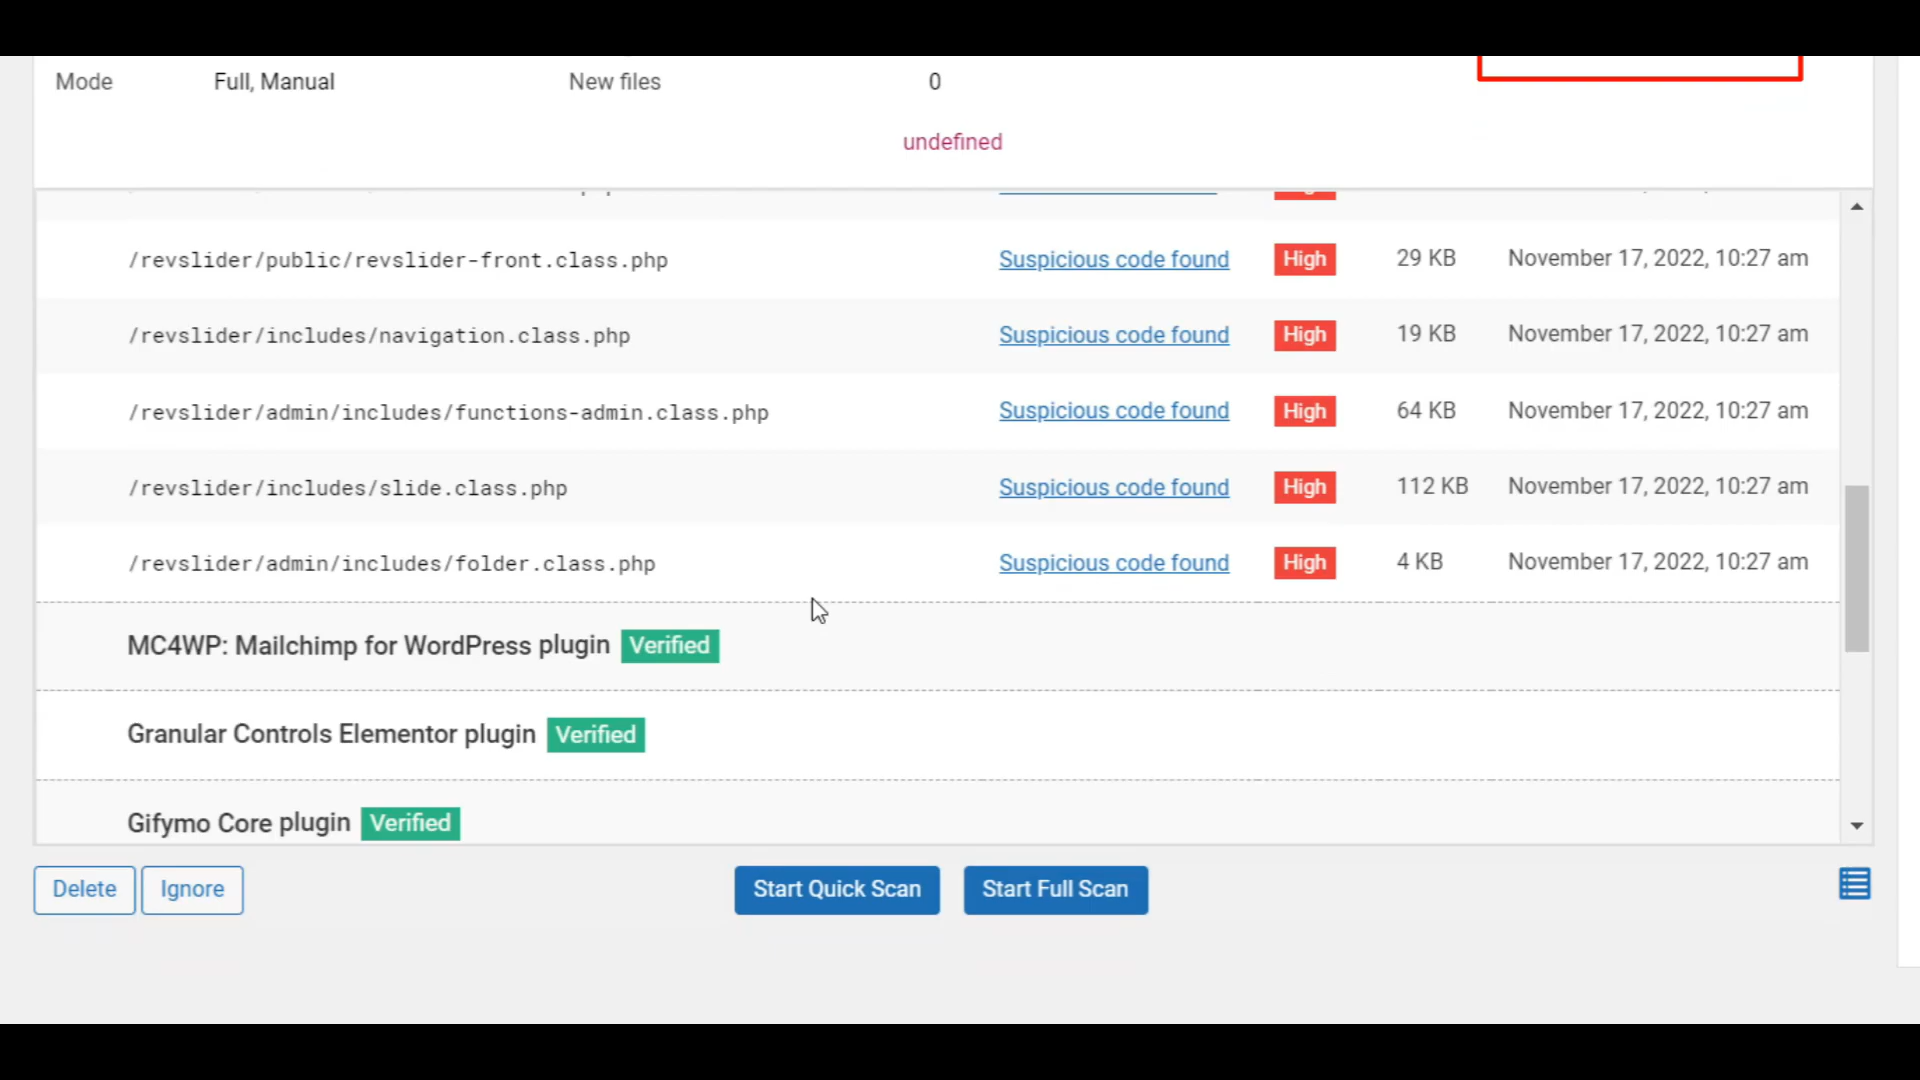 Mode Full, Manual New files 0
undefined
/revslider/public/revslider-front.class.php Suspicious code found High 29 KB November 17, 2022, 10:27 am
/revslider/includes/navigation.class.php Suspicious code found High 19 KB November 17, 2022, 10:27 am
/revslider/admin/includes/functions-admin.class.php Suspicious code found High 64 KB November 17, 2022, 10:27 am
/revslider/includes/slide.class.php Suspicious code found High 112 KB November 17, 2022, 10:27 am
/revslider/admin/includes/folder.class.php Suspicious code found High 4 KB November 17, 2022, 10:27 am
MC4WP: Mailchimp for WordPress plugin Verified
Granular Controls Elementor plugin Verified
Gifymo Core plugin Verified
Delete Ignore Start Quick Scan Start Full Scan